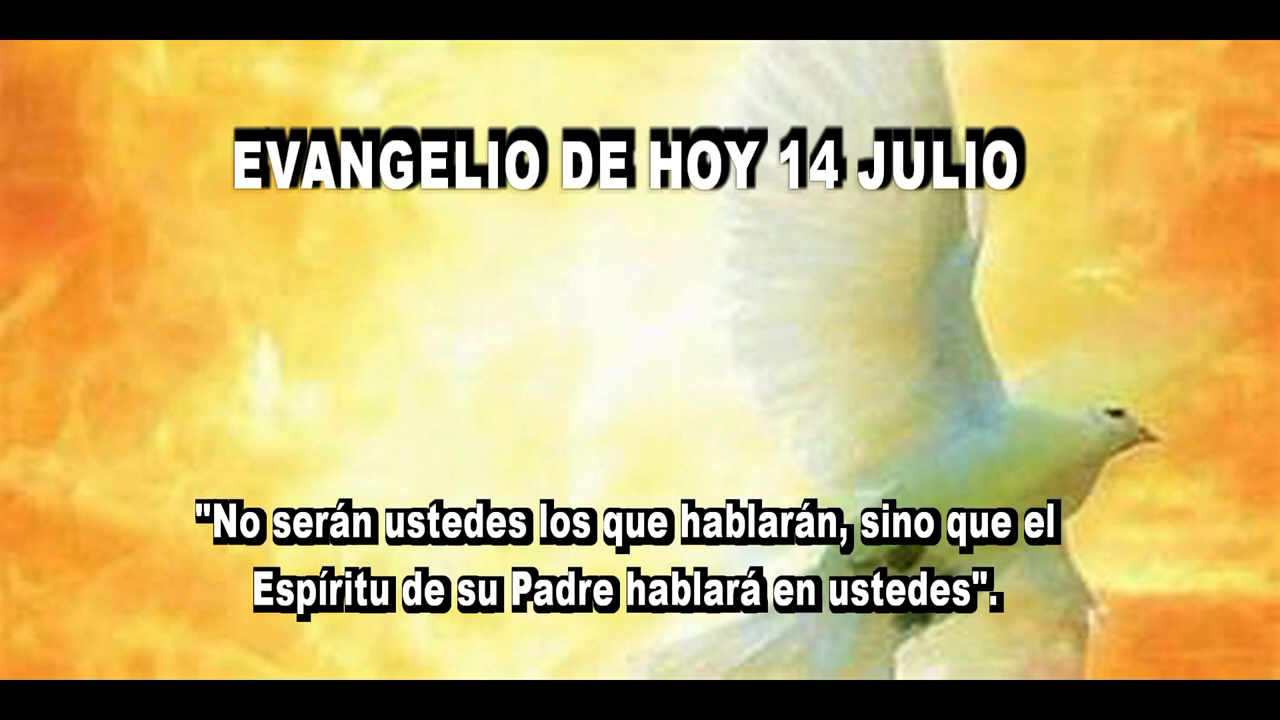 EVANGELIO DE HOY 14 JULIO
"No serán ustedes los que hablarán, sino que el
Espíritu de su Padre hablará en ustedes".